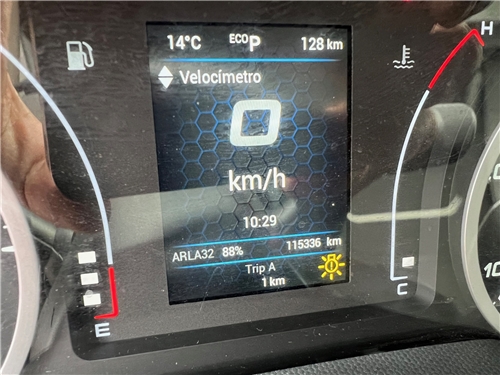 14°C ECO P 128 km
H
Velocímetro
0
km/h
10:29
ARLA32 88% 115336 km
Trip A
1 km
E
C